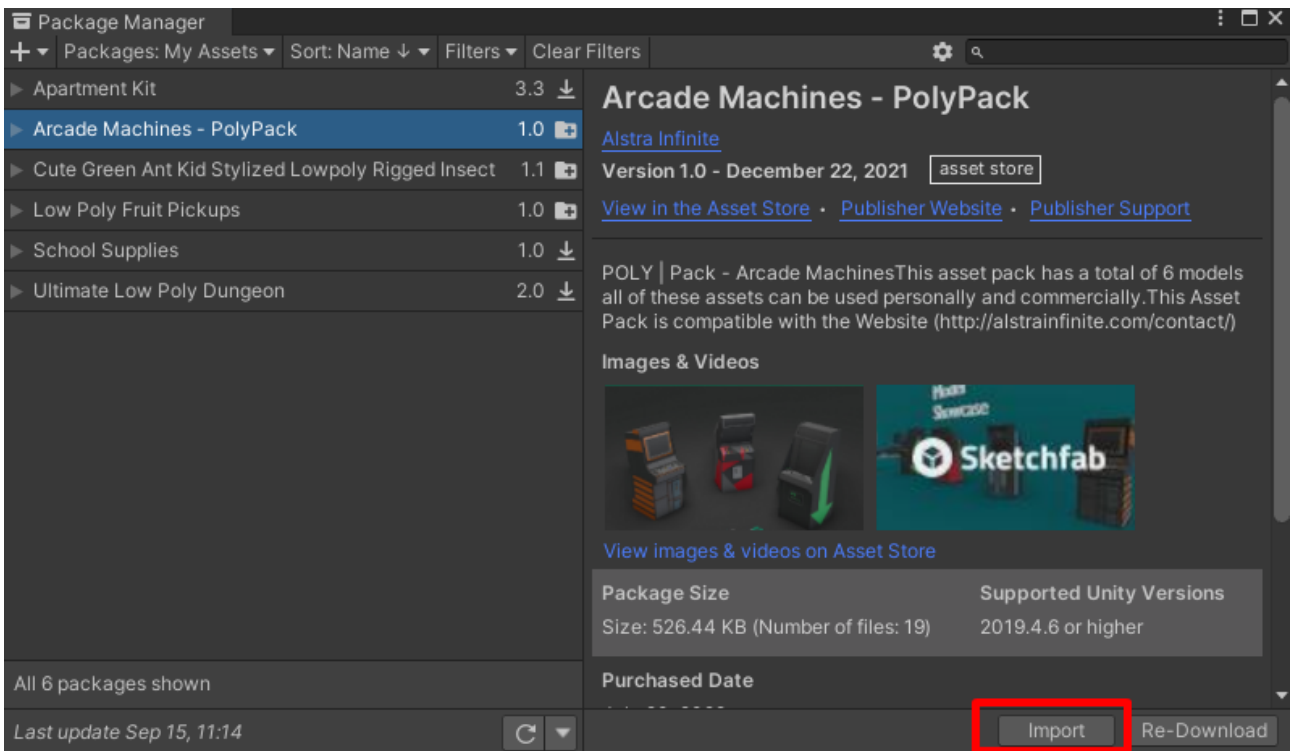 Package Manager
Packages: My Assets Sort: Name ↓ Filters Clear Filters
Apartment Kit 3.3
Arcade Machines - PolyPack 1.0
Cute Green Ant Kid Stylized Lowpoly Rigged Insect 1.1
Low Poly Fruit Pickups 1.0
School Supplies 1.0
Ultimate Low Poly Dungeon 2.0
All 6 packages shown
Last update Sep 15, 11:14
Arcade Machines - PolyPack
Alstra Infinite
Version 1.0 - December 22, 2021 asset store
View in the Asset Store • Publisher Website • Publisher Support
POLY | Pack - Arcade MachinesThis asset pack has a total of 6 models
all of these assets can be used personally and commercially.This Asset
Pack is compatible with the Website (http://alstrainfinite.com/contact/)
Images & Videos
Model
Showcase
Sketchfab
View images & videos on Asset Store
Package Size Supported Unity Versions
Size: 526.44 KB (Number of files: 19) 2019.4.6 or higher
Purchased Date
Import Re-Download